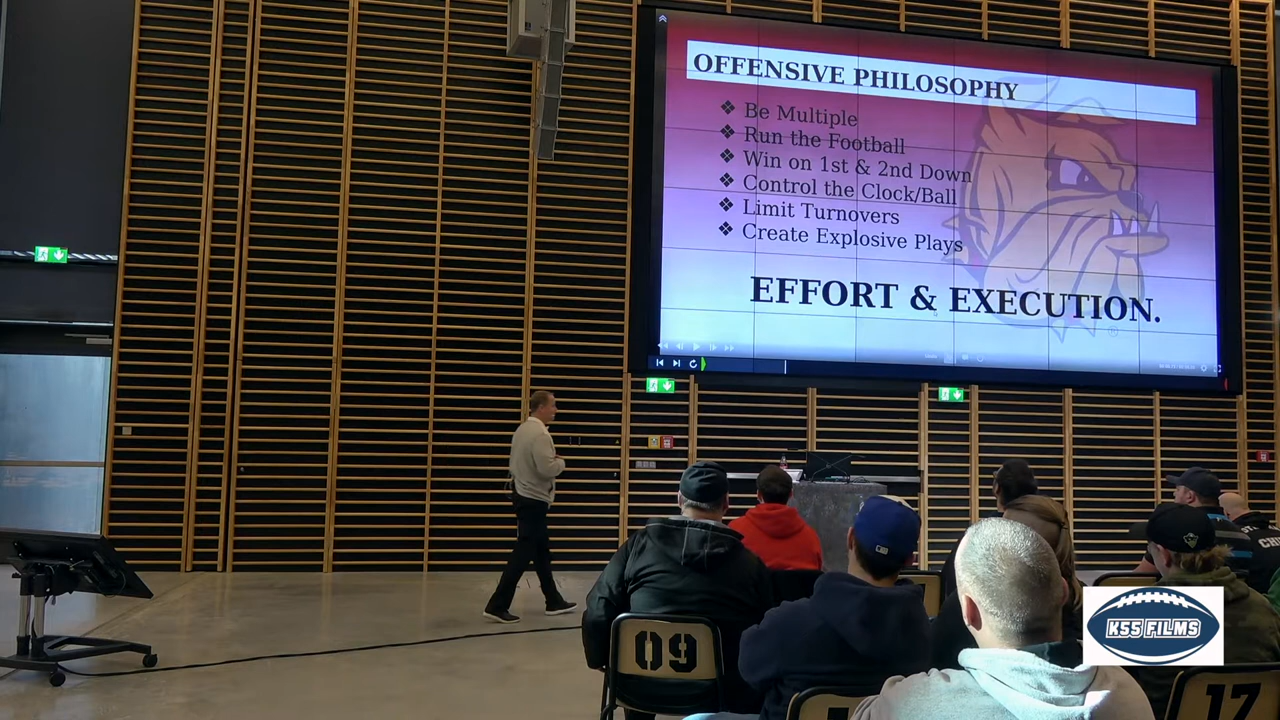 OFFENSIVE PHILOSOPHY
❖ Be Multiple
❖ Run the Football
❖ Win on 1st & 2nd Down
❖ Control the Clock/Ball
❖ Limit Turnovers
❖ Create Explosive Plays
EFFORT & EXECUTION.
09
17
K55 FILMS